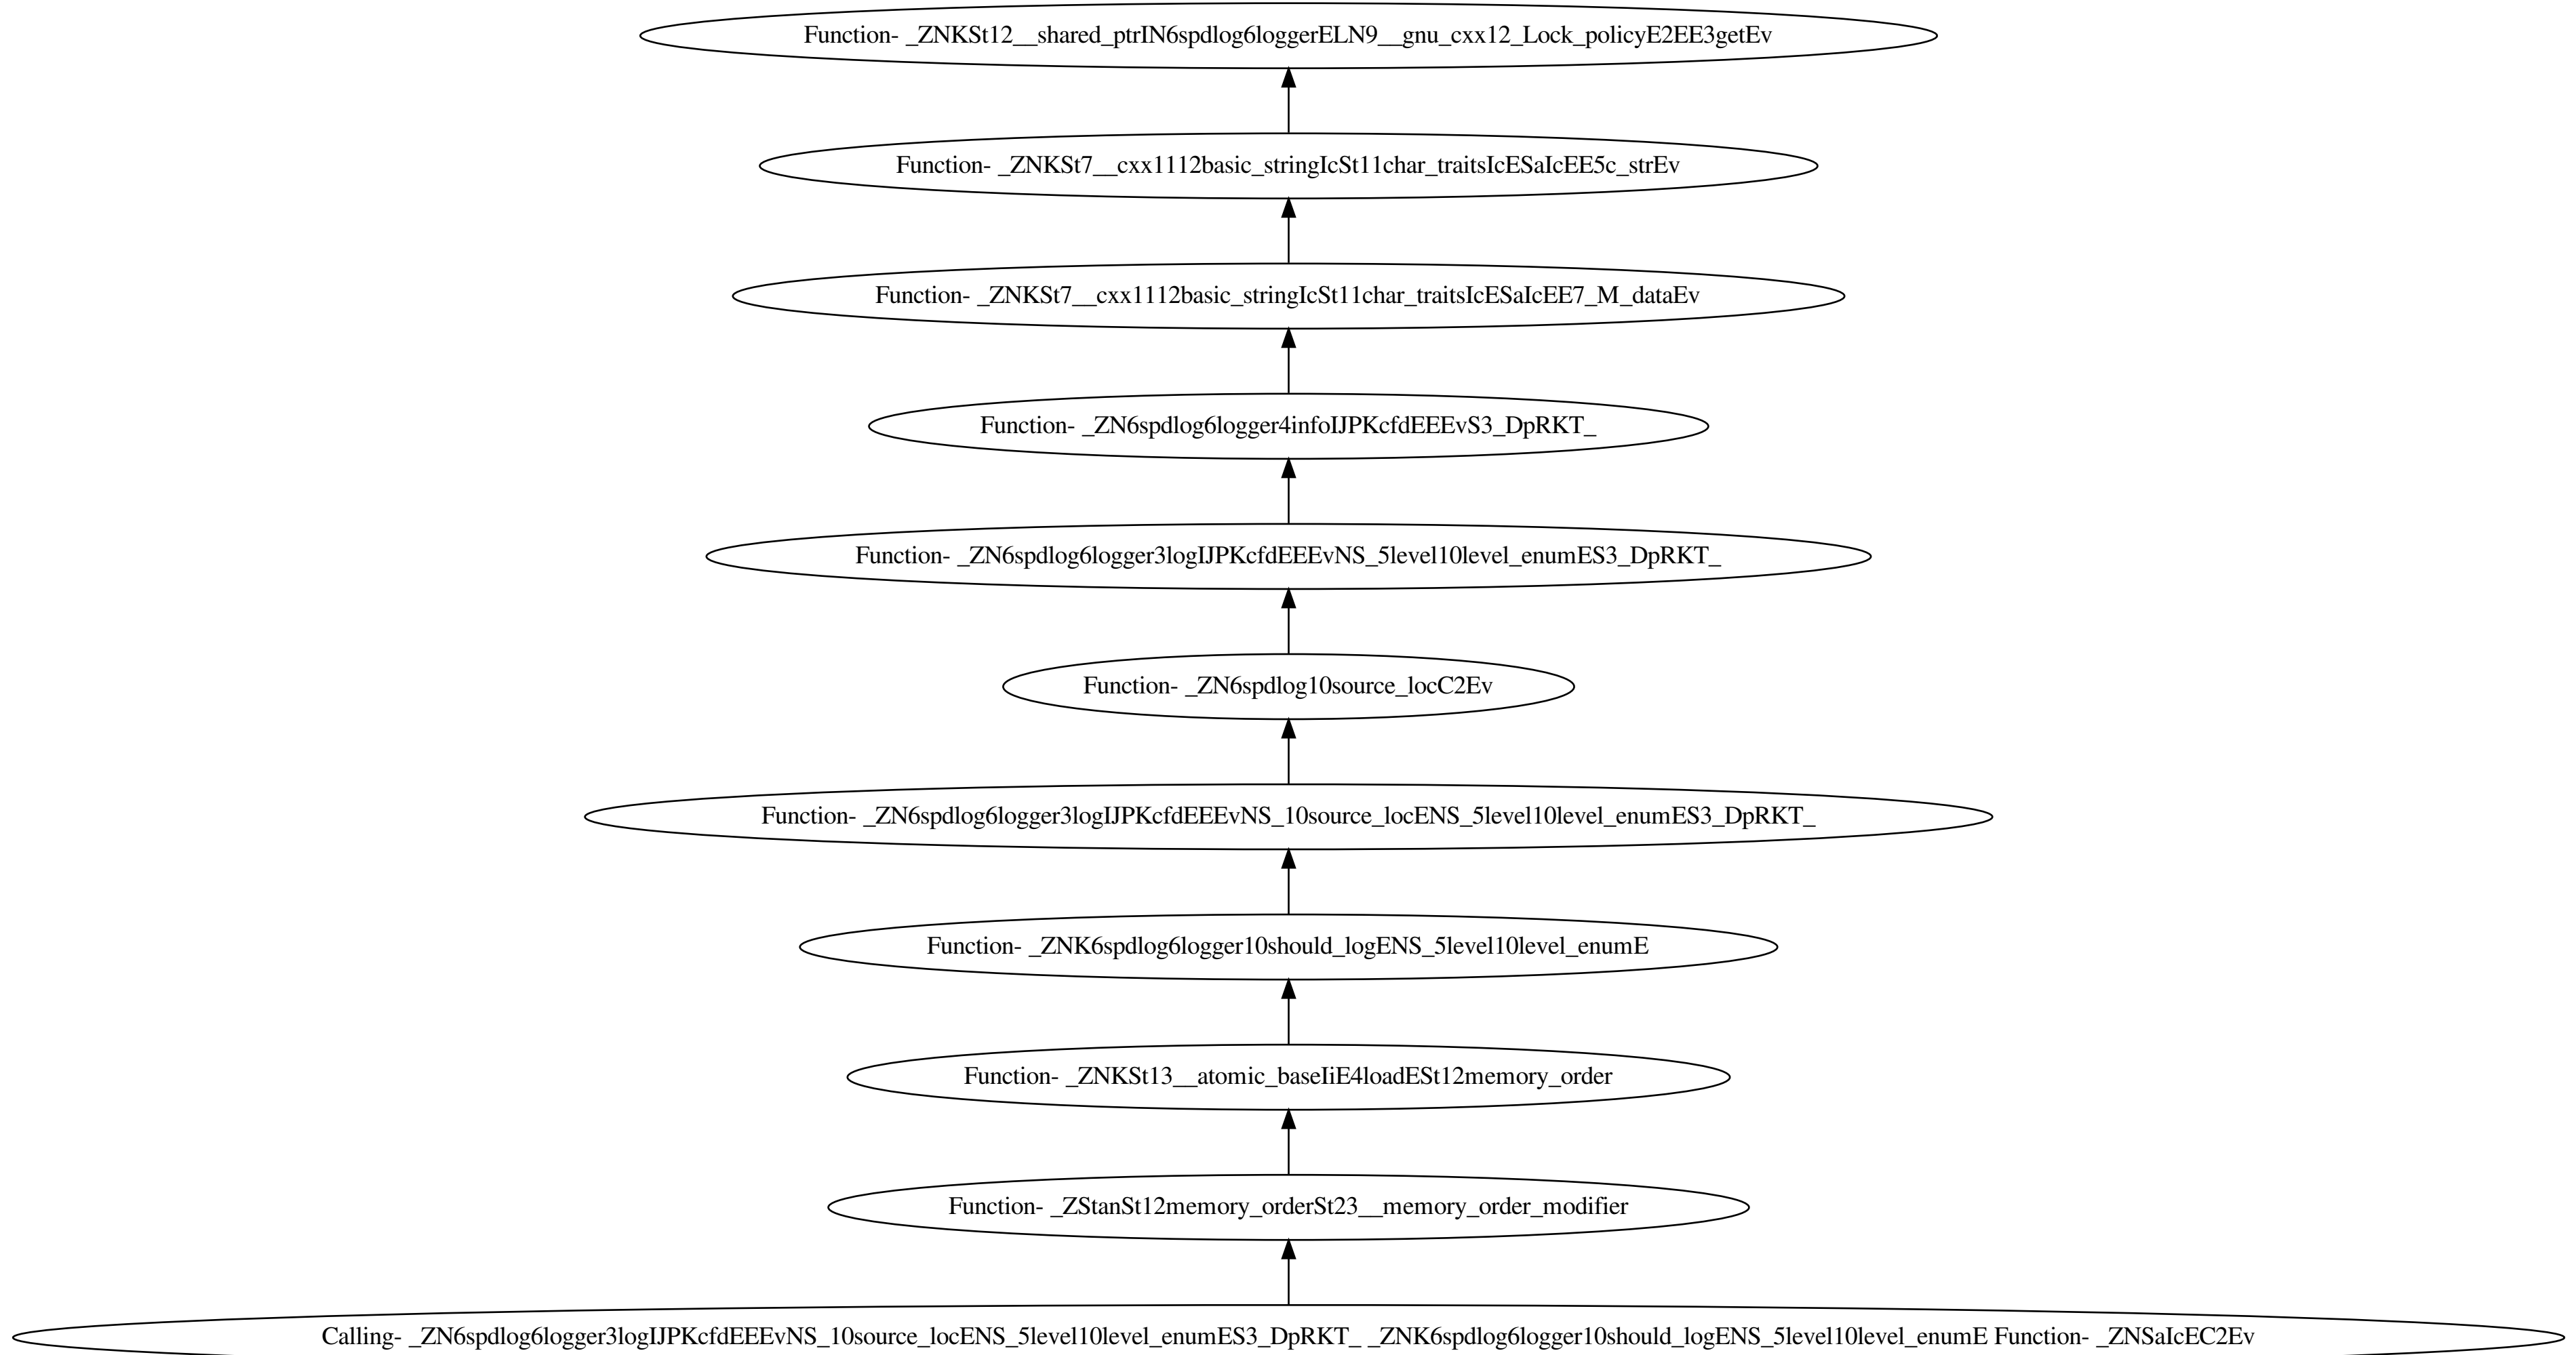 Function- _ZNKSt12__shared_ptrIN6spdlog6loggerELN9__gnu_cxx12_Lock_policyE2EE3getEv
Function- _ZNKSt7__cxx1112basic_stringIcSt11char_traitsIcESaIcEE5c_strEv
Function- _ZNKSt7__cxx1112basic_stringIcSt11char_traitsIcESaIcEE7_M_dataEv
Function- _ZN6spdlog6logger4infoIJPKcfdEEEvS3_DpRKT_
Function- _ZN6spdlog6logger3logIJPKcfdEEEvNS_5level10level_enumES3_DpRKT_
Function- _ZN6spdlog10source_locC2Ev
Function- _ZN6spdlog6logger3logIJPKcfdEEEvNS_10source_locENS_5level10level_enumES3_DpRKT_
Function- _ZNK6spdlog6logger10should_logENS_5level10level_enumE
Function- _ZNKSt13__atomic_baseIiE4loadESt12memory_order
Function- _ZStanSt12memory_orderSt23__memory_order_modifier
Calling- _ZN6spdlog6logger3logIJPKcfdEEEvNS_10source_locENS_5level10level_enumES3_DpRKT_ _ZNK6spdlog6logger10should_logENS_5level10level_enumE Function- _ZNSaIcEC2Ev